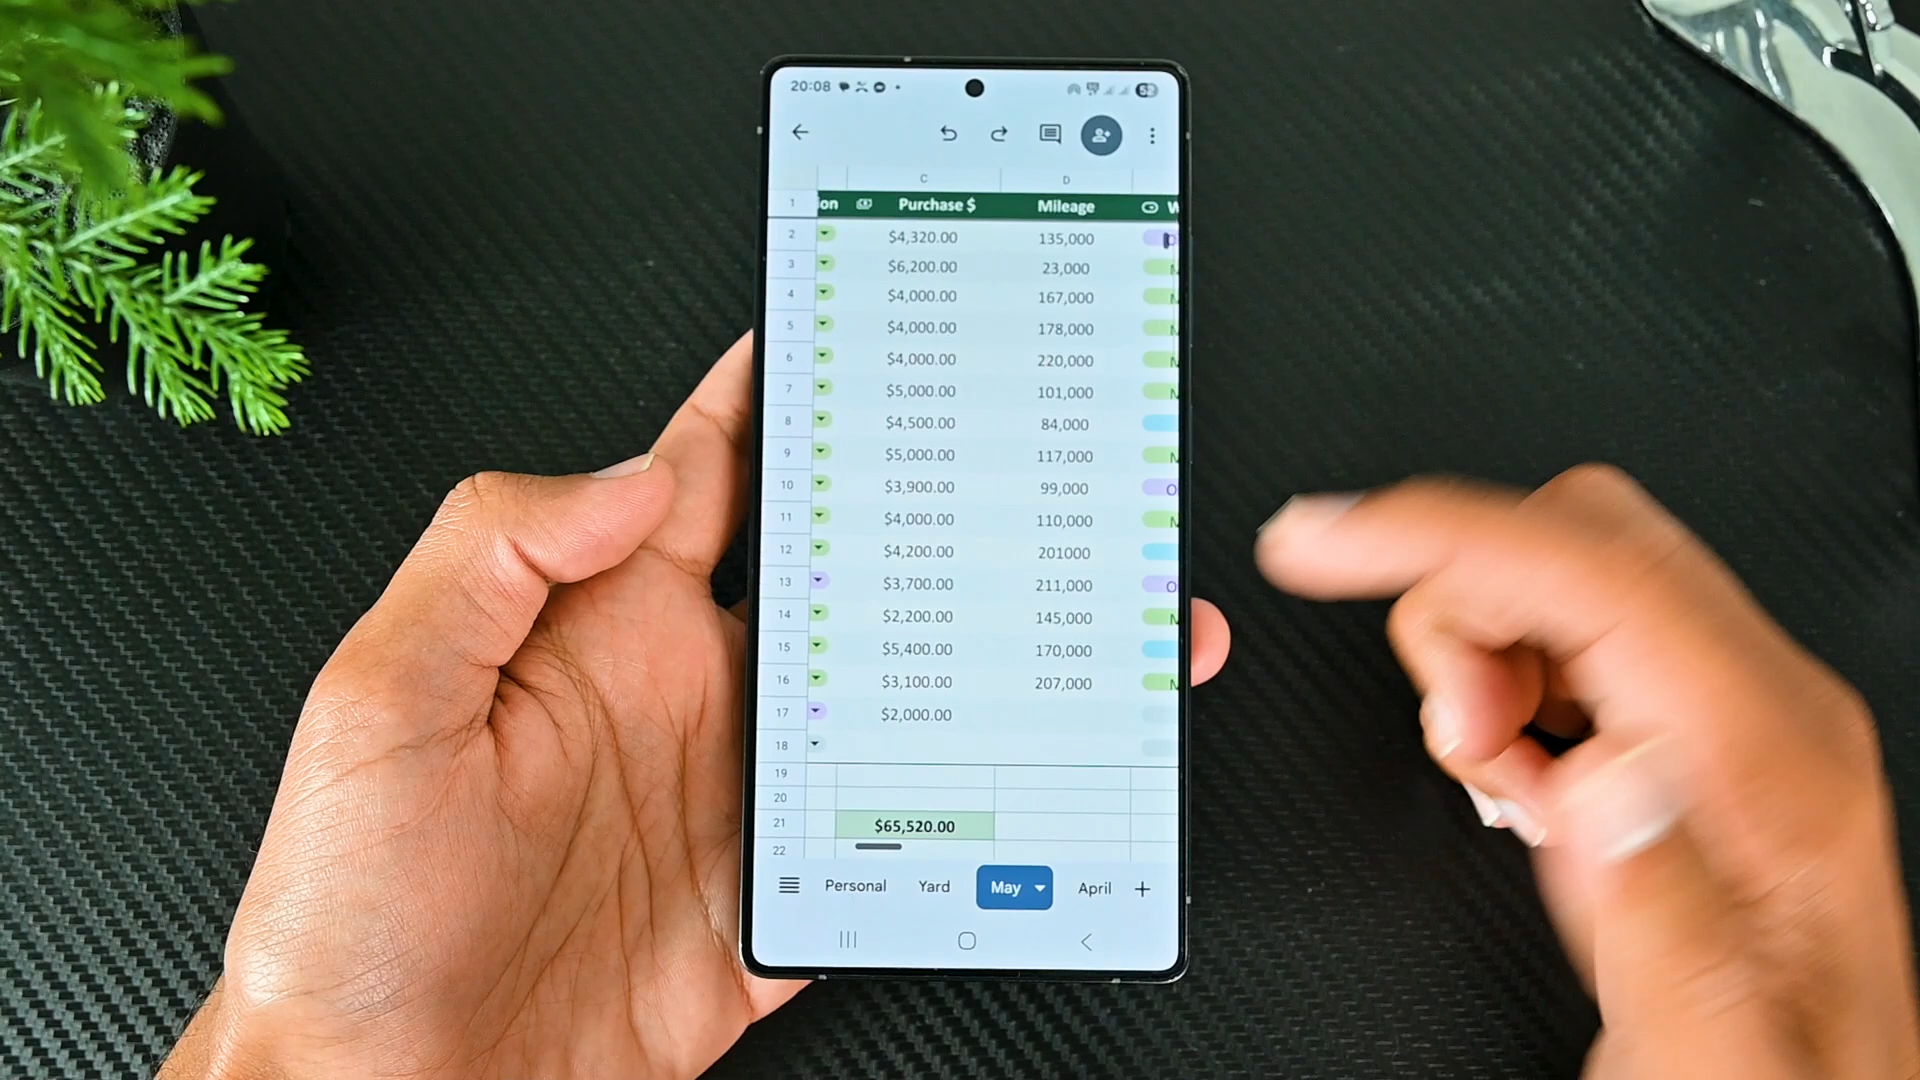 20:08 52
C D
1 on Purchase $ Mileage W
2 $4,320.00 135,000
3 $6,200.00 23,000 N
4 $4,000.00 167,000 N
5 $4,000.00 178,000 N
6 $4,000.00 220,000 N
7 $5,000.00 101,000 N
8 $4,500.00 84,000
9 $5,000.00 117,000 N
10 $3,900.00 99,000 O
11 $4,000.00 110,000 N
12 $4,200.00 201000
13 $3,700.00 211,000 O
14 $2,200.00 145,000 N
15 $5,400.00 170,000
16 $3,100.00 207,000 N
17 $2,000.00
18
19
20
21 $65,520.00
22
Personal Yard May April +